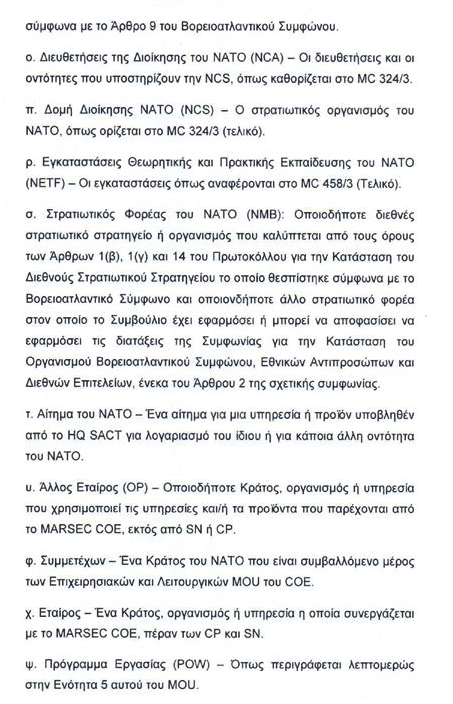 σύμφωνα με το Άρθρο 9 του Βορειοατλαντικού Συμφώνου.
ο. Διευθετήσεις της Διοίκησης του ΝΑΤΟ (NCA) – Οι διευθετήσεις και οι
οντότητες που υποστηρίζουν την NCS, όπως καθορίζεται στο MC 324/3.
π. Δομή Διοίκησης ΝΑΤΟ (NCS) – Ο στρατιωτικός οργανισμός του
ΝΑΤΟ, όπως ορίζεται στο MC 324/3 (τελικό).
ρ. Εγκαταστάσεις Θεωρητικής και Πρακτικής Εκπαίδευσης του ΝΑΤΟ
(NETF) – Οι εγκαταστάσεις όπως αναφέρονται στο MC 458/3 (Τελικό).
σ. Στρατιωτικός Φορέας του ΝΑΤΟ (NMB): Οποιοδήποτε διεθνές
στρατιωτικό στρατηγείο ή οργανισμός που καλύπτεται από τους όρους
των Άρθρων 1(β), 1(γ) και 14 του Πρωτοκόλλου για την Κατάσταση του
Διεθνούς Στρατιωτικού Στρατηγείου το οποίο θεσπίστηκε σύμφωνα με το
Βορειοατλαντικό Σύμφωνο και οποιονδήποτε άλλο στρατιωτικό φορέα
στον οποίο το Συμβούλιο έχει εφαρμόσει ή μπορεί να αποφασίσει να
εφαρμόσει τις διατάξεις της Συμφωνίας για την Κατάσταση του
Οργανισμού Βορειοατλαντικού Συμφώνου, Εθνικών Αντιπροσώπων και
Διεθνών Επιτελείων, ένεκα του Άρθρου 2 της σχετικής συμφωνίας.
τ. Αίτημα του ΝΑΤΟ – Ένα αίτημα για μια υπηρεσία ή προϊόν υποβληθέν
από το HQ SACT για λογαριασμό του ίδιου ή για κάποια άλλη οντότητα
του ΝΑΤΟ.
υ. Άλλος Εταίρος (OP) – Οποιοδήποτε Κράτος, οργανισμός ή υπηρεσία
που χρησιμοποιεί τις υπηρεσίες και/ή τα προϊόντα που παρέχονται από
το MARSEC COE, εκτός από SN ή CP.
φ. Συμμετέχων – Ένα Κράτος του ΝΑΤΟ που είναι συμβαλλόμενο μέρος
των Επιχειρησιακών και Λειτουργικών MOU του COE.
χ. Εταίρος – Ένα Κράτος, οργανισμός ή υπηρεσία η οποία συνεργάζεται
με το MARSEC COE, πέραν των CP και SN.
ψ. Πρόγραμμα Εργασίας (POW) – Όπως περιγράφεται λεπτομερώς
στην Ενότητα 5 αυτού του MOU.